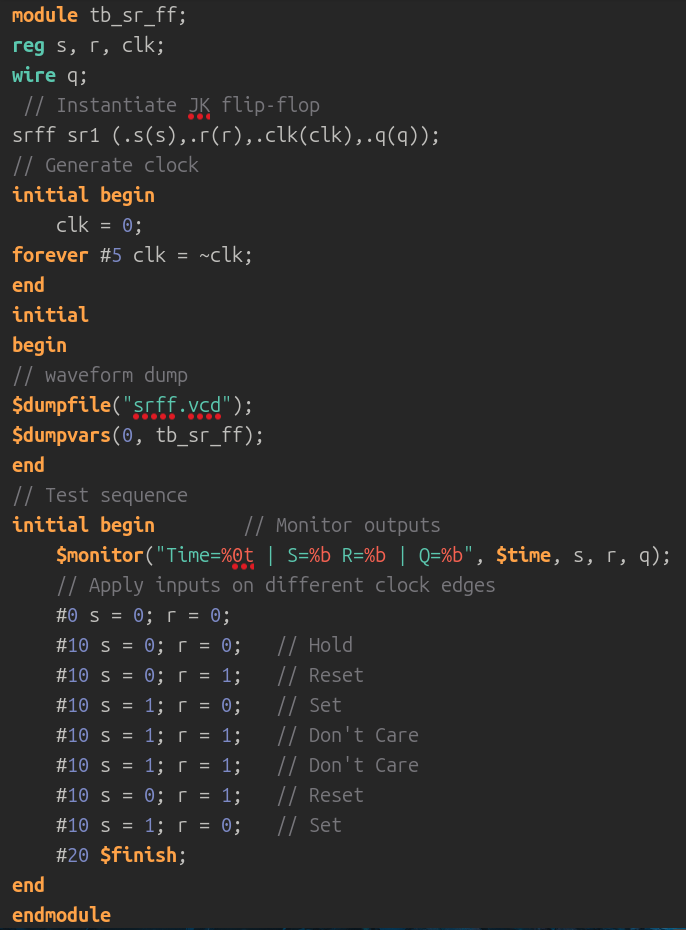 module tb_sr_ff;
reg s, r, clk;
wire q;
// Instantiate JK flip-flop
srff sr1 (.s(s),.r(r),.clk(clk),.q(q));
// Generate clock
initial begin
clk = 0;
forever #5 clk = ~clk;
end
initial
begin
// waveform dump
$dumpfile("srff.vcd");
$dumpvars(0, tb_sr_ff);
end
// Test sequence
initial begin // Monitor outputs
$monitor("Time=%0t | S=%b R=%b | Q=%b", $time, s, r, q);
// Apply inputs on different clock edges
#0 s = 0; r = 0;
#10 s = 0; r = 0; // Hold
#10 s = 0; r = 1; // Reset
#10 s = 1; r = 0; // Set
#10 s = 1; r = 1; // Don't Care
#10 s = 1; r = 1; // Don't Care
#10 s = 0; r = 1; // Reset
#10 s = 1; r = 0; // Set
#20 $finish;
end
endmodule